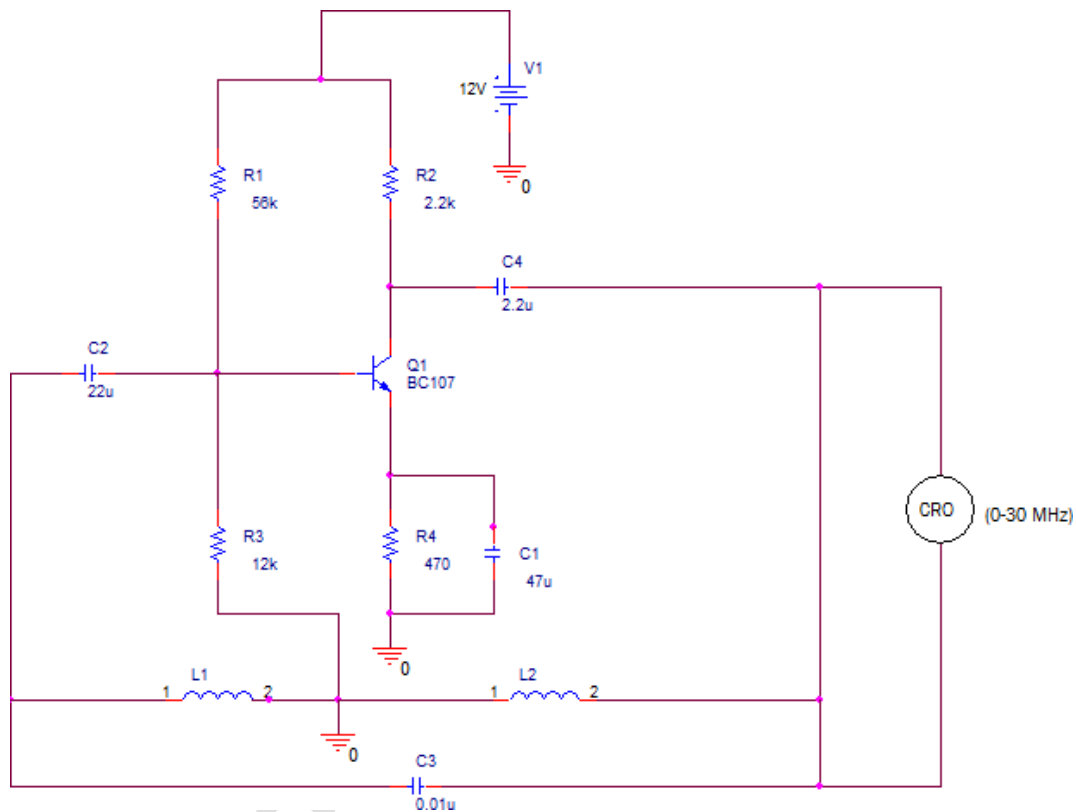 V1
12V
0
R1
56k
R2
2.2k
C4
2.2u
C2
22u
Q1
BC107
CRO
(0-30 MHz)
R3
12k
R4
470
C1
47u
0
L1
1 2
L2
1 2
0
C3
0.01u